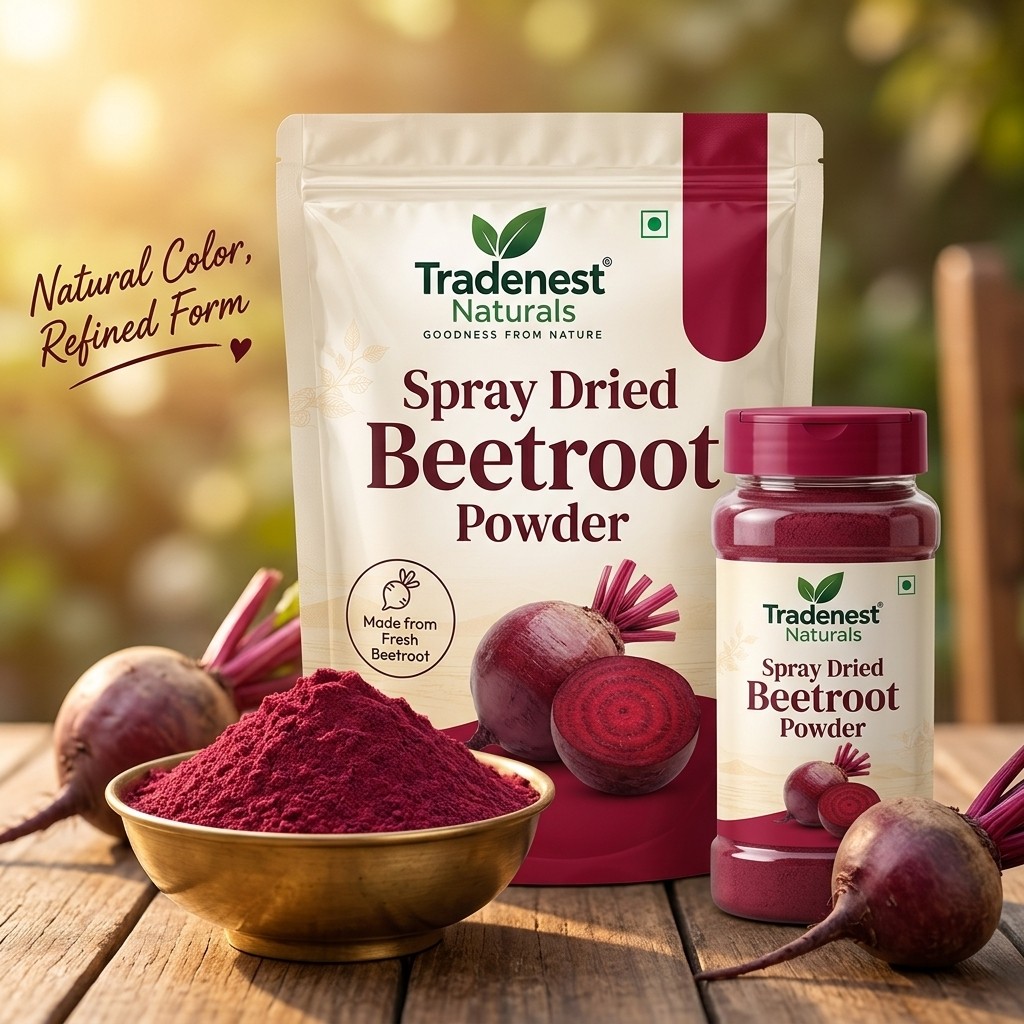 Natural Color,
Refined Form
Tradenest®
Naturals
GOODNESS FROM NATURE
Spray Dried
Beetroot
Powder
Made from
Fresh
Beetroot
Tradenest®
Naturals
Spray Dried
Beetroot
Powder